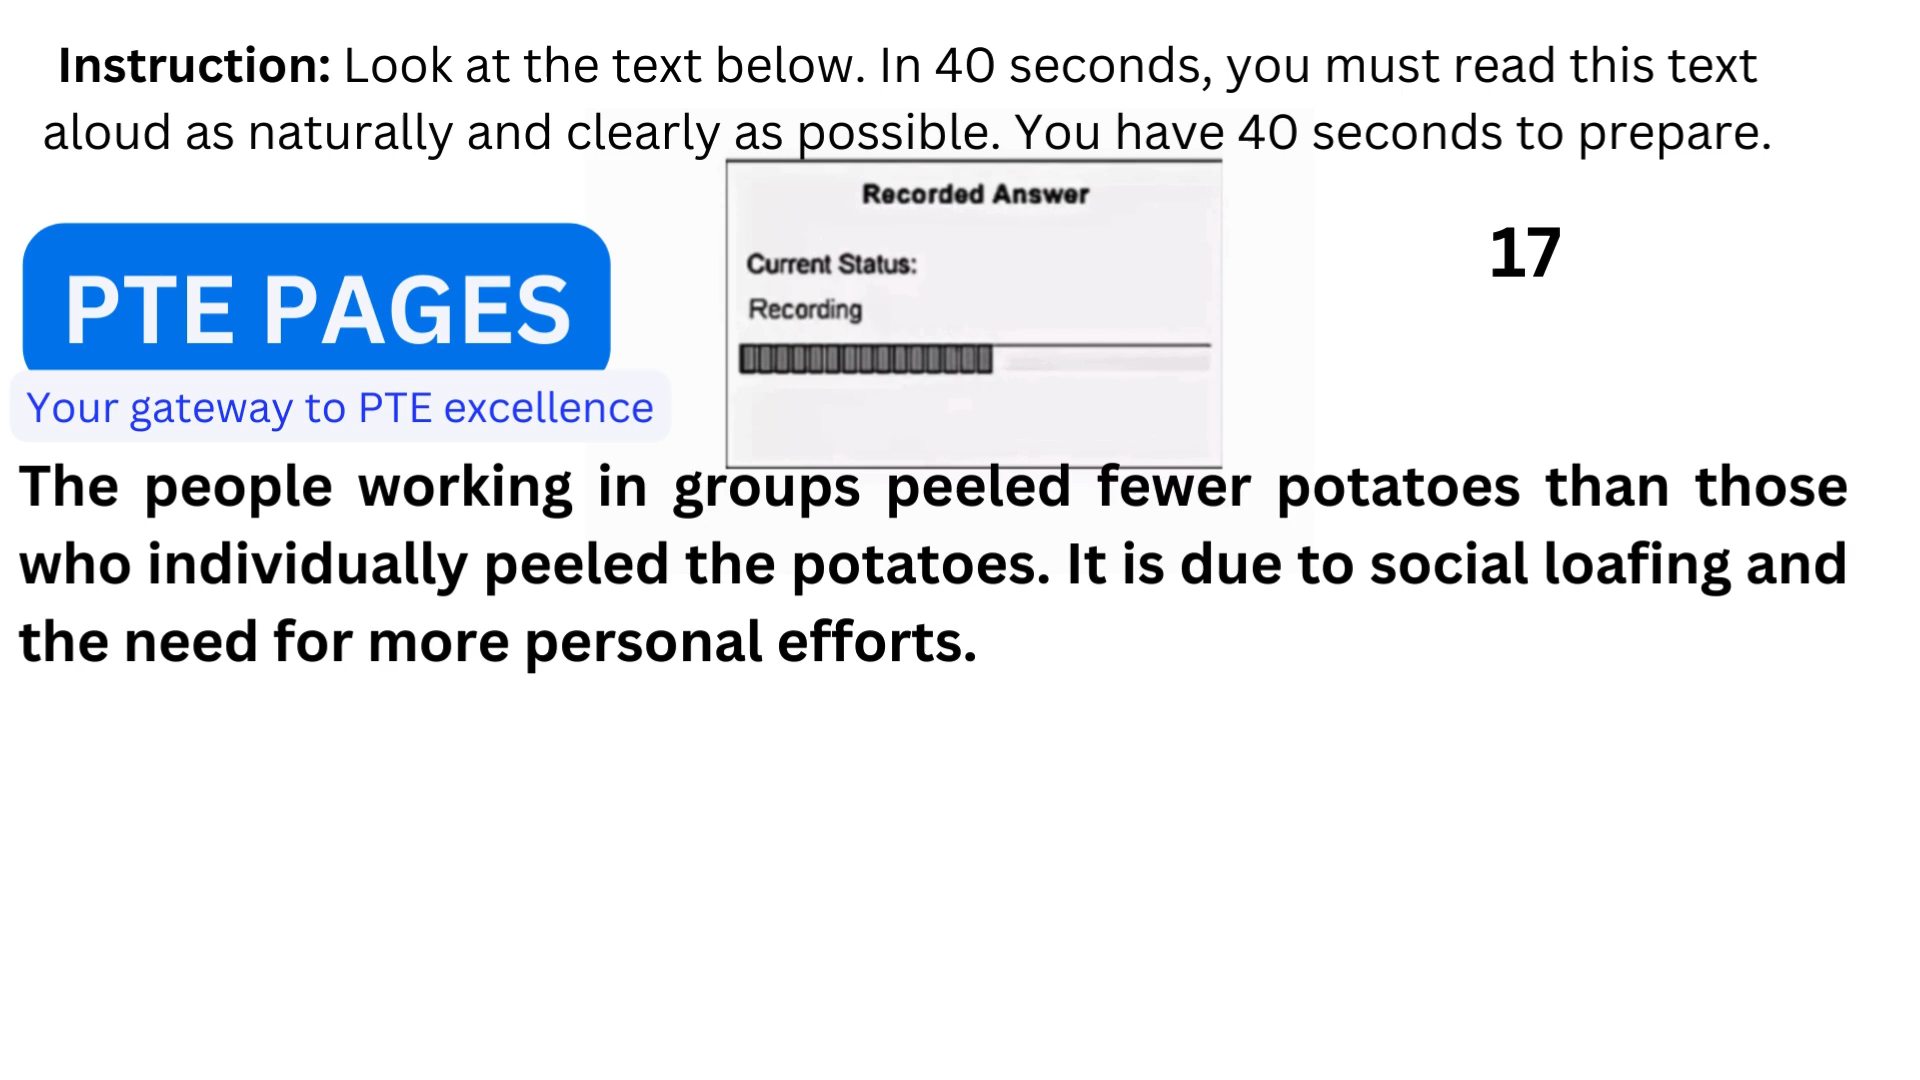 Instruction: Look at the text below. In 40 seconds, you must read this text
aloud as naturally and clearly as possible. You have 40 seconds to prepare.
Recorded Answer
17
Current Status:
PTE PAGES
Recording
Your gateway to PTE excellence
The people working in groups peeled fewer potatoes than those
who individually peeled the potatoes. It is due to social loafing and
the need for more personal efforts.